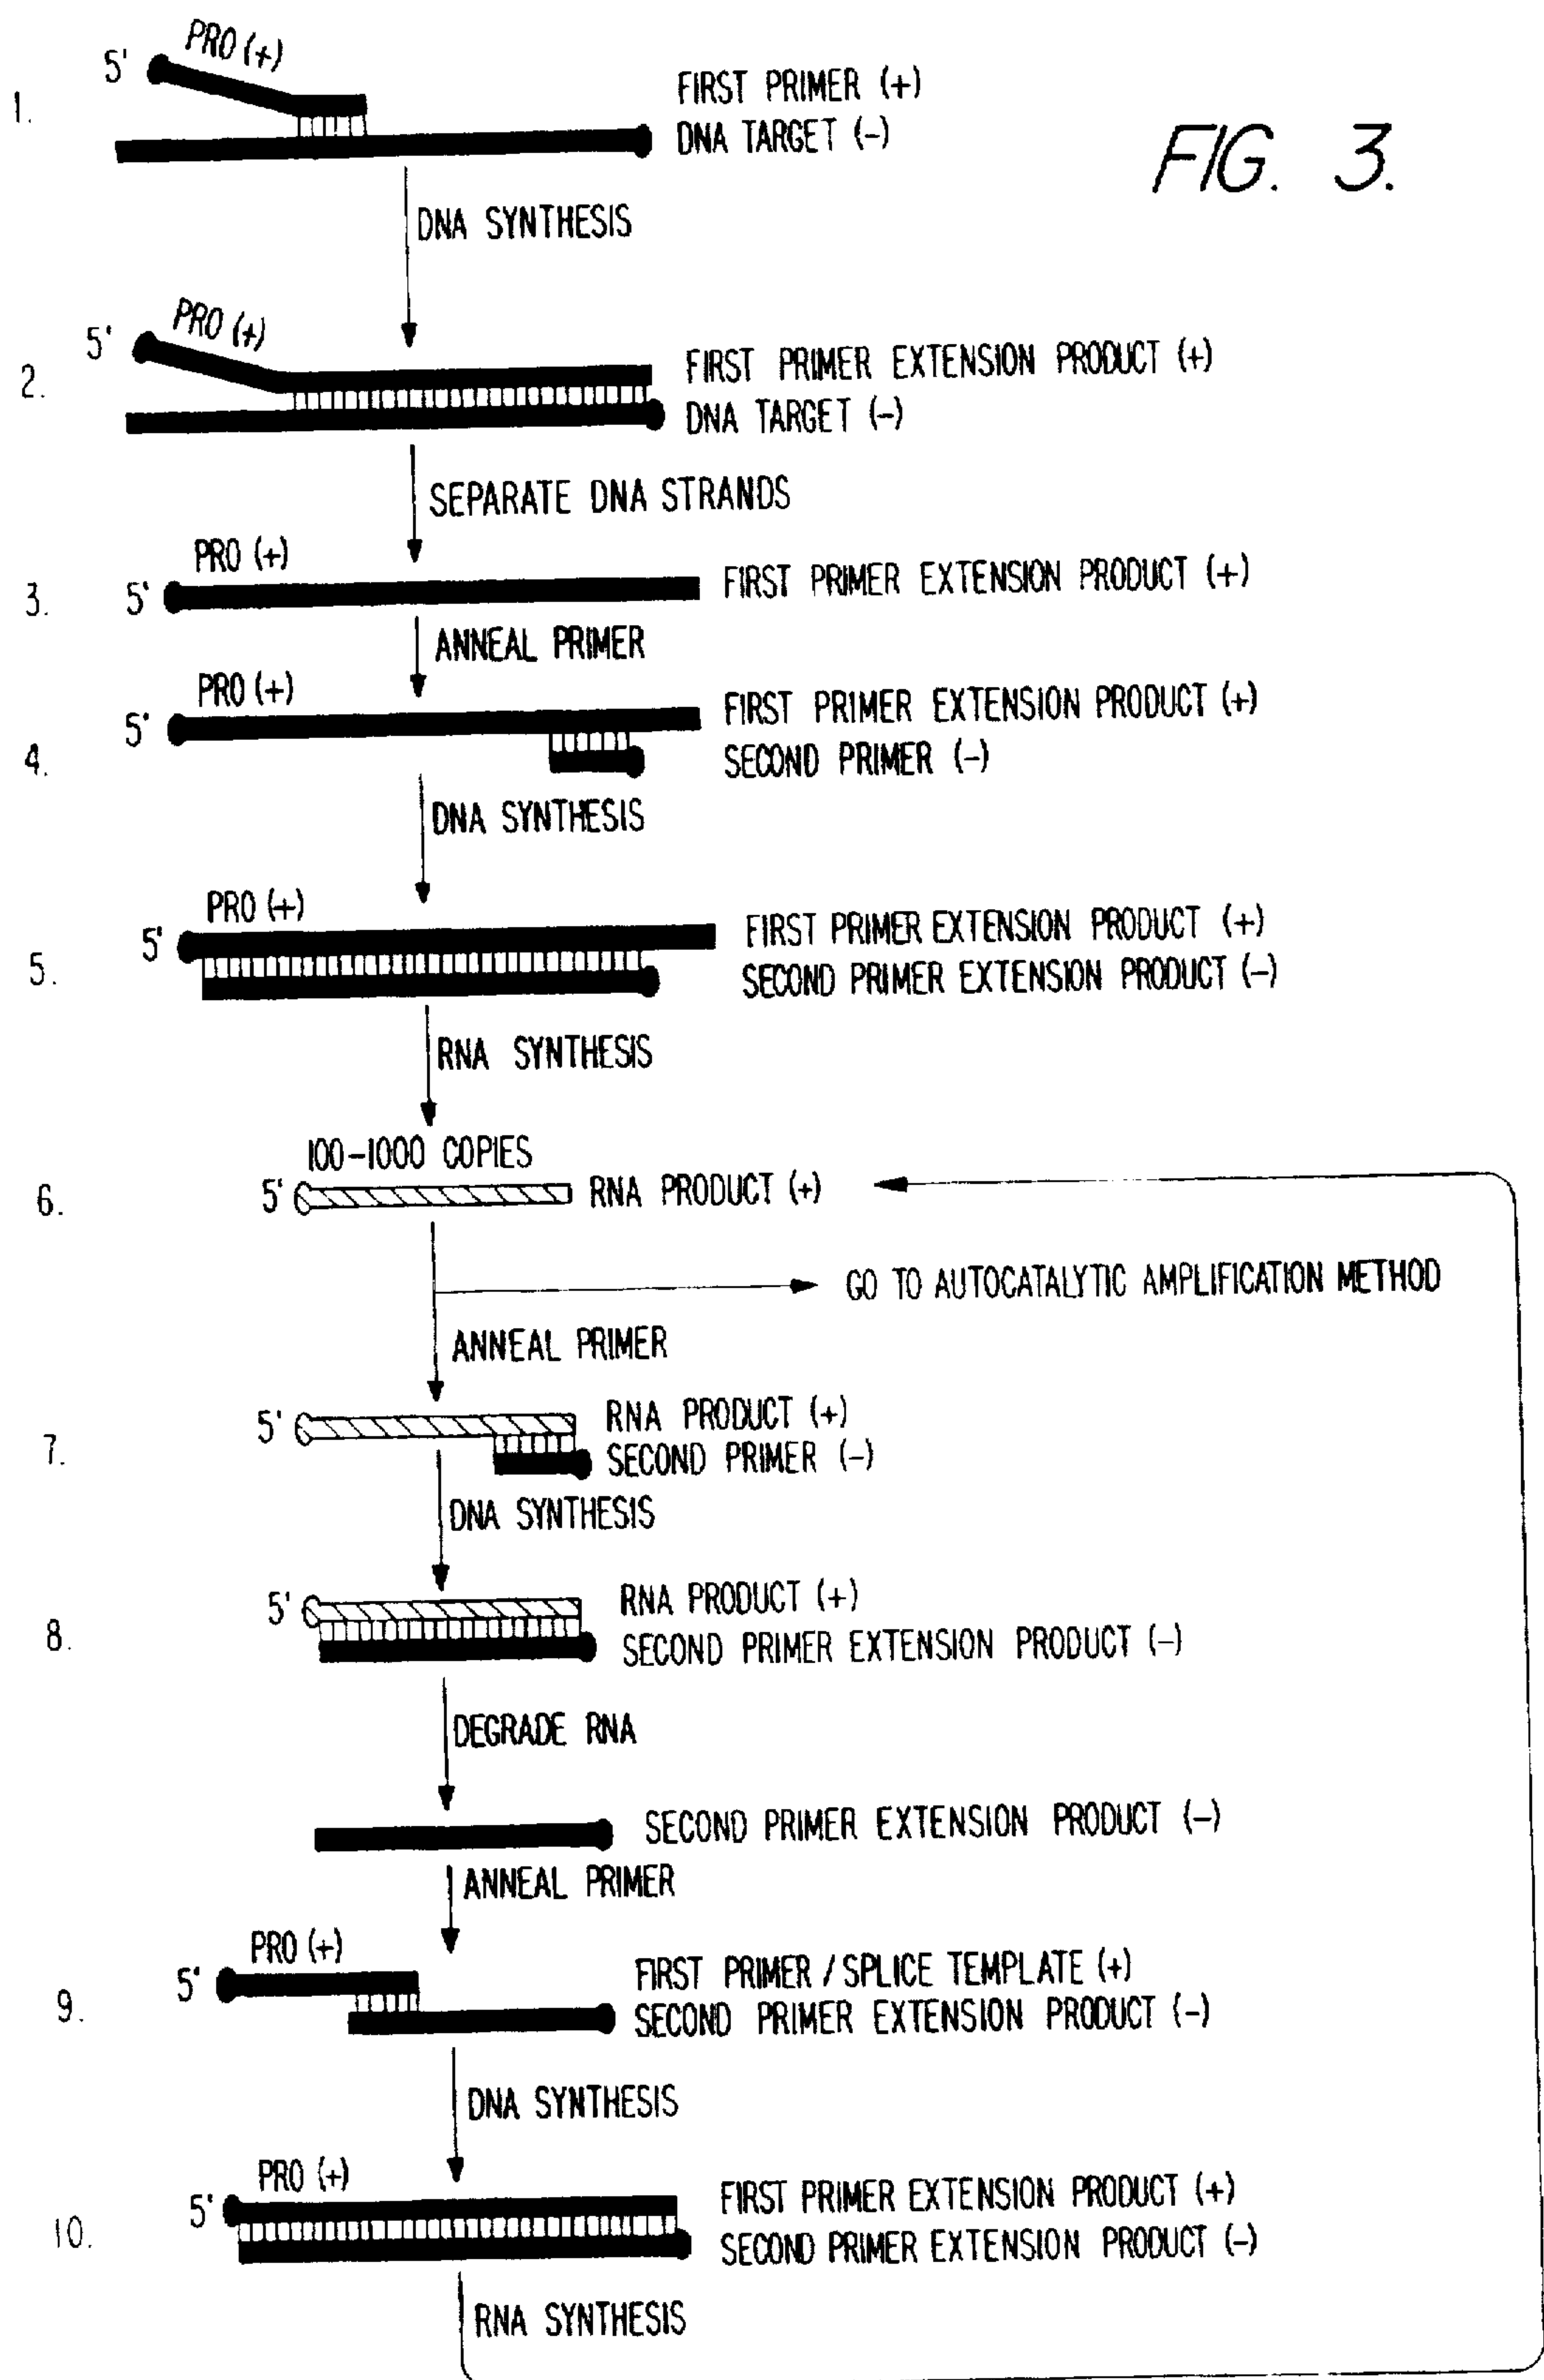 FIG. 3.
PRO (+)
5'
1.
FIRST PRIMER (+)
DNA TARGET (-)
DNA SYNTHESIS
PRO (+)
5'
2.
FIRST PRIMER EXTENSION PRODUCT (+)
DNA TARGET (-)
SEPARATE DNA STRANDS
PRO (+)
3.
5'
FIRST PRIMER EXTENSION PRODUCT (+)
ANNEAL PRIMER
PRO (+)
5'
FIRST PRIMER EXTENSION PRODUCT (+)
4.
SECOND PRIMER (-)
DNA SYNTHESIS
PRO (+)
5'
FIRST PRIMER EXTENSION PRODUCT (+)
5.
SECOND PRIMER EXTENSION PRODUCT (-)
RNA SYNTHESIS
100-1000 COPIES
6.
5'
RNA PRODUCT (+)
GO TO AUTOCATALYTIC AMPLIFICATION METHOD
ANNEAL PRIMER
5'
RNA PRODUCT (+)
7.
SECOND PRIMER (-)
DNA SYNTHESIS
5'
RNA PRODUCT (+)
8.
SECOND PRIMER EXTENSION PRODUCT (-)
DEGRADE RNA
SECOND PRIMER EXTENSION PRODUCT (-)
ANNEAL PRIMER
PRO (+)
5'
FIRST PRIMER / SPLICE TEMPLATE (+)
9.
SECOND PRIMER EXTENSION PRODUCT (-)
DNA SYNTHESIS
PRO (+)
5'
FIRST PRIMER EXTENSION PRODUCT (+)
10.
SECOND PRIMER EXTENSION PRODUCT (-)
RNA SYNTHESIS